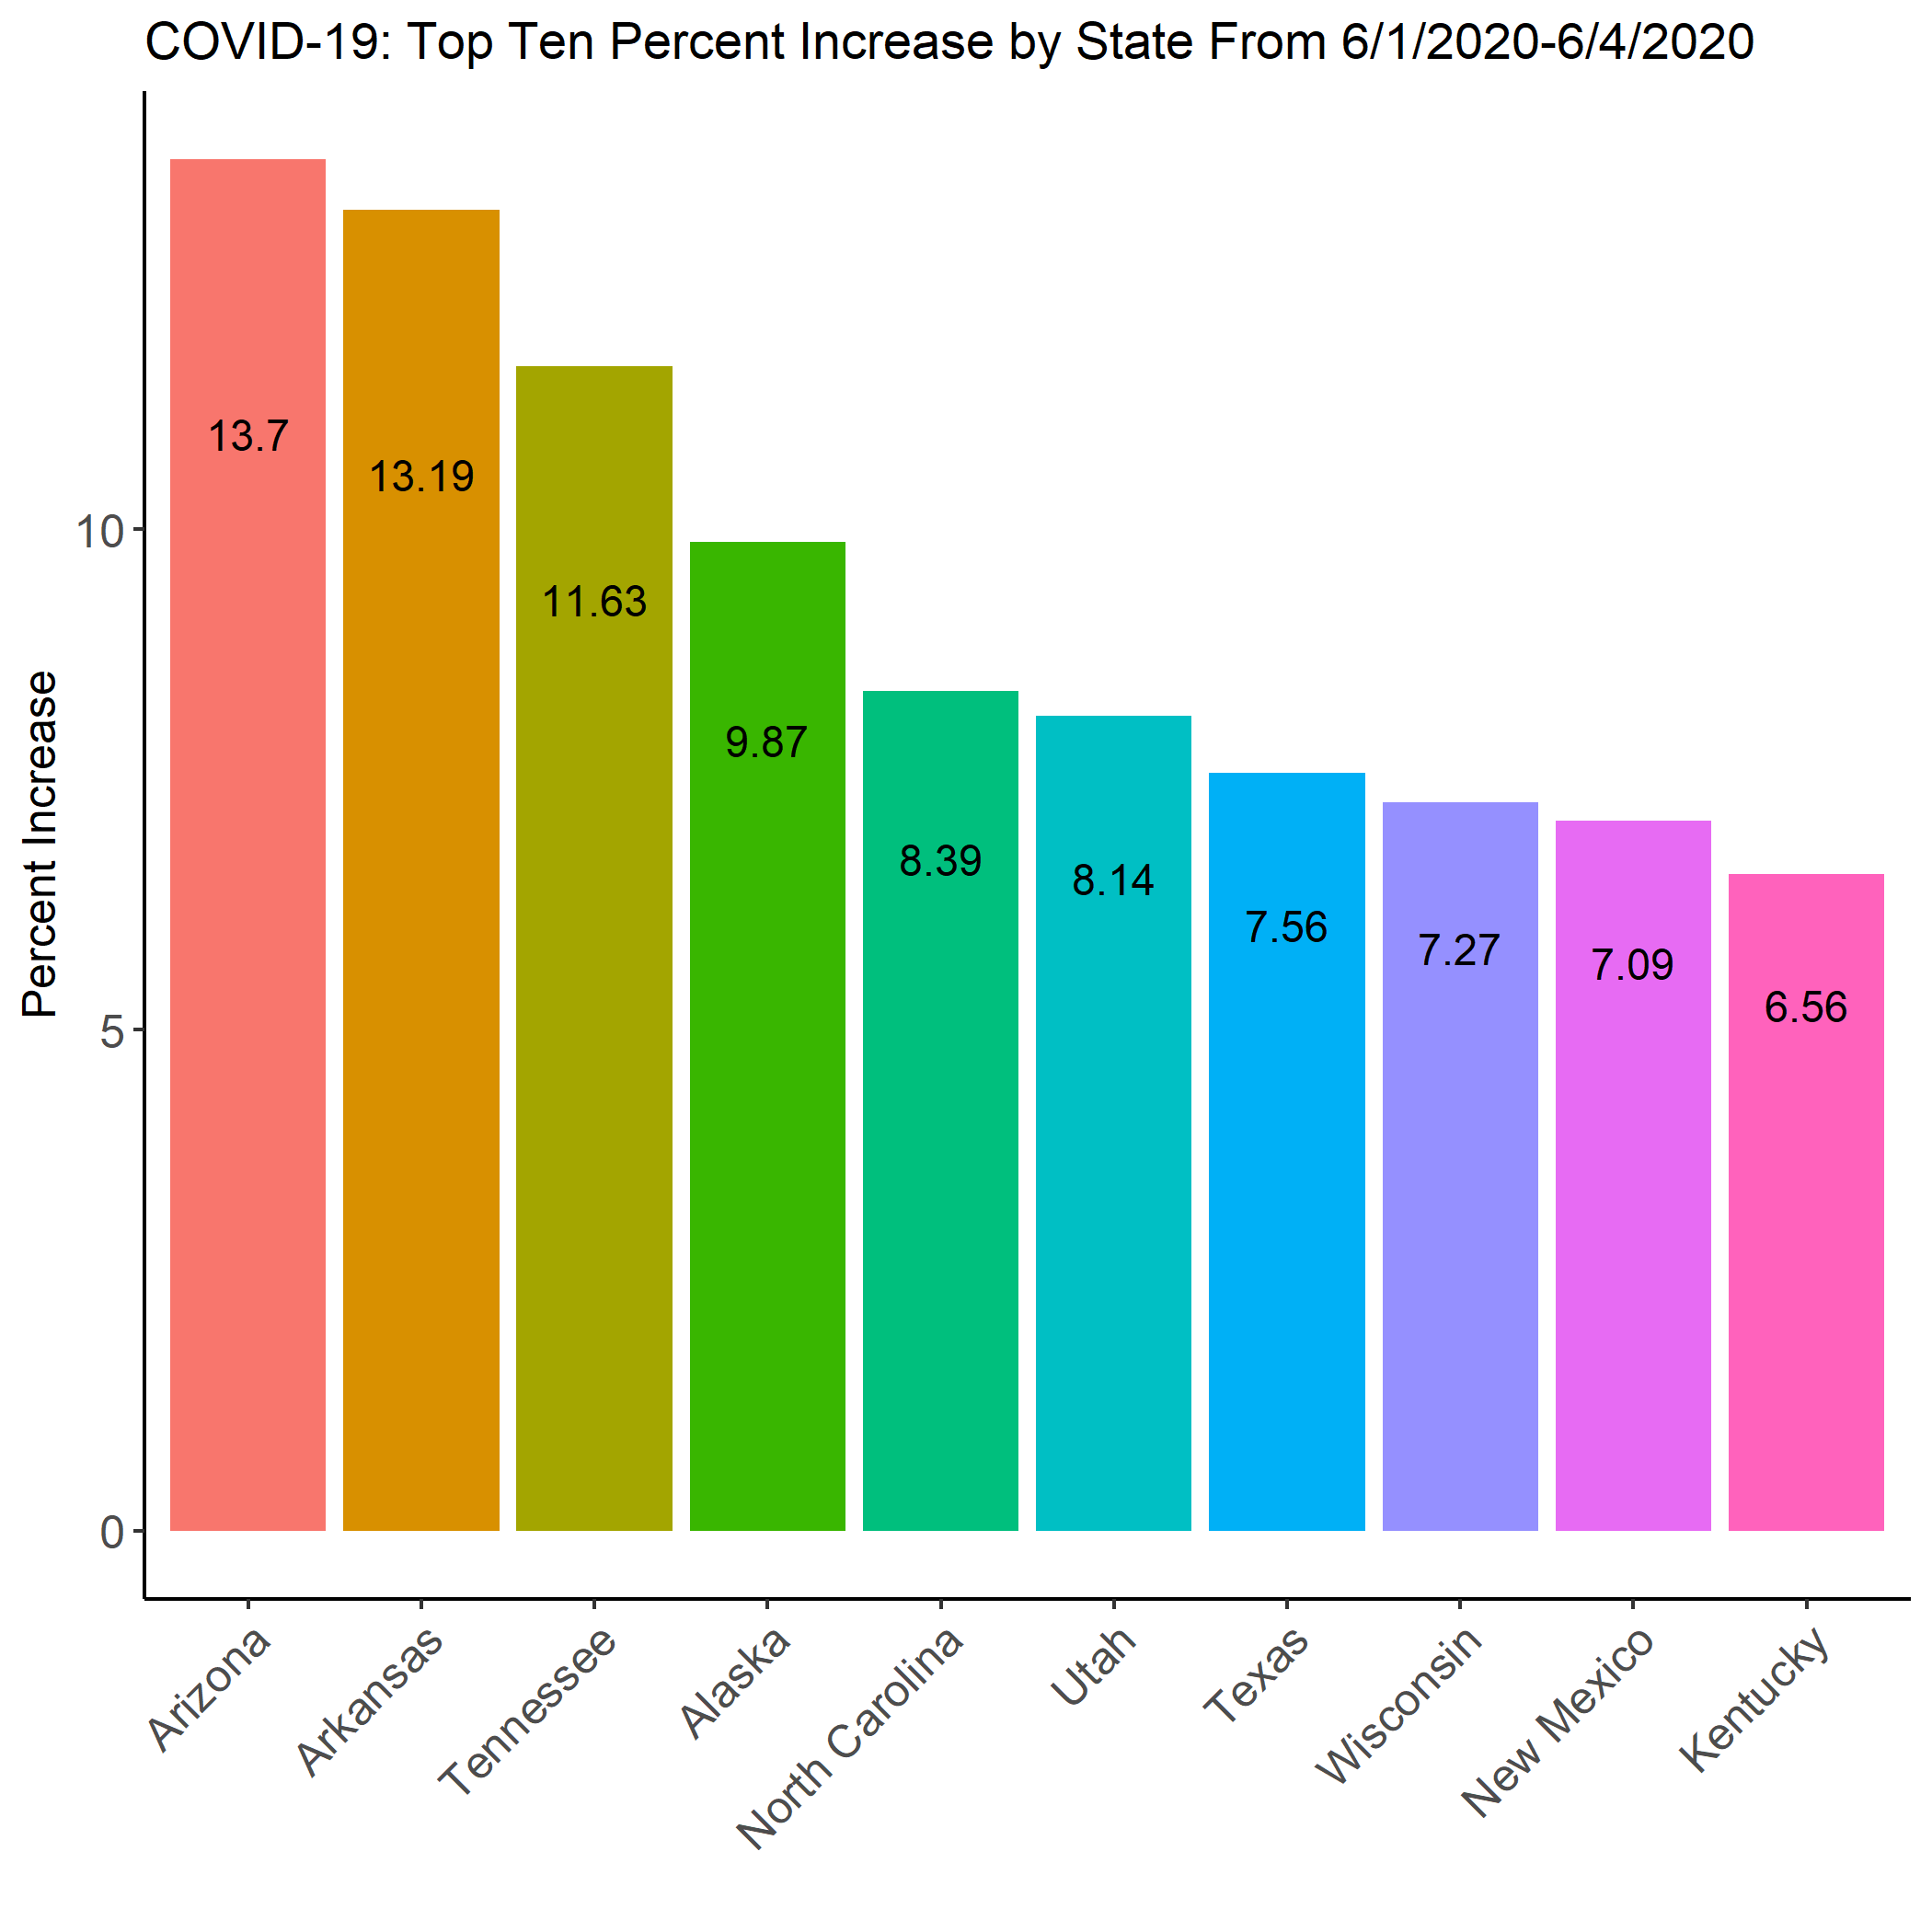 COVID-19: Top Ten Percent Increase by State From 6/1/2020-6/4/2020
Percent Increase
10
5
0
13.7
13.19
11.63
9.87
8.39
8.14
7.56
7.27
7.09
6.56
Arizona
Arkansas
Tennessee
Alaska
North Carolina
Utah
Texas
Wisconsin
New Mexico
Kentucky